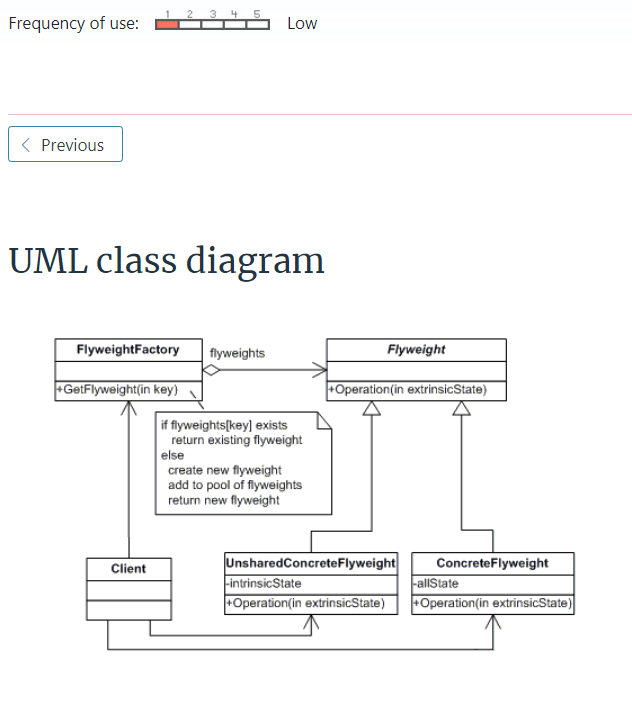 Frequency of use:
1 2 3 4 5
Low
Previous
UML class diagram
FlyweightFactory
+GetFlyweight(in key)
flyweights
Flyweight
+Operation(in extrinsicState)
if flyweights[key] exists
return existing flyweight
else
create new flyweight
add to pool of flyweights
return new flyweight
Client
UnsharedConcreteFlyweight
-intrinsicState
+Operation(in extrinsicState)
ConcreteFlyweight
-allState
+Operation(in extrinsicState)